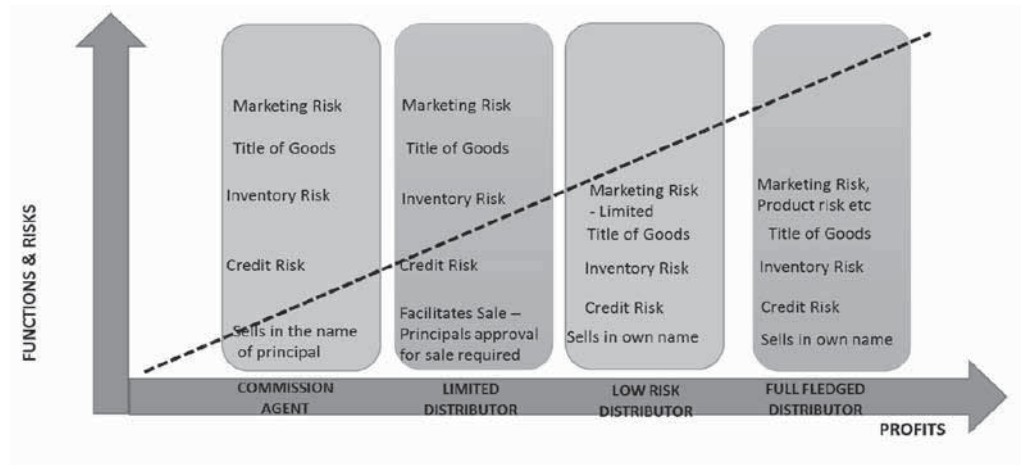 FUNCTIONS & RISKS
Marketing Risk
Title of Goods
Inventory Risk
Credit Risk
Sells in the name
of principal
COMMISSION
AGENT
Marketing Risk
Title of Goods
Inventory Risk
Credit Risk
Facilitates Sale –
Principals approval
for sale required
LIMITED
DISTRIBUTOR
Marketing Risk
- Limited
Title of Goods
Inventory Risk
Credit Risk
Sells in own name
LOW RISK
DISTRIBUTOR
Marketing Risk,
Product risk etc
Title of Goods
Inventory Risk
Credit Risk
Sells in own name
FULL FLEDGED
DISTRIBUTOR
PROFITS